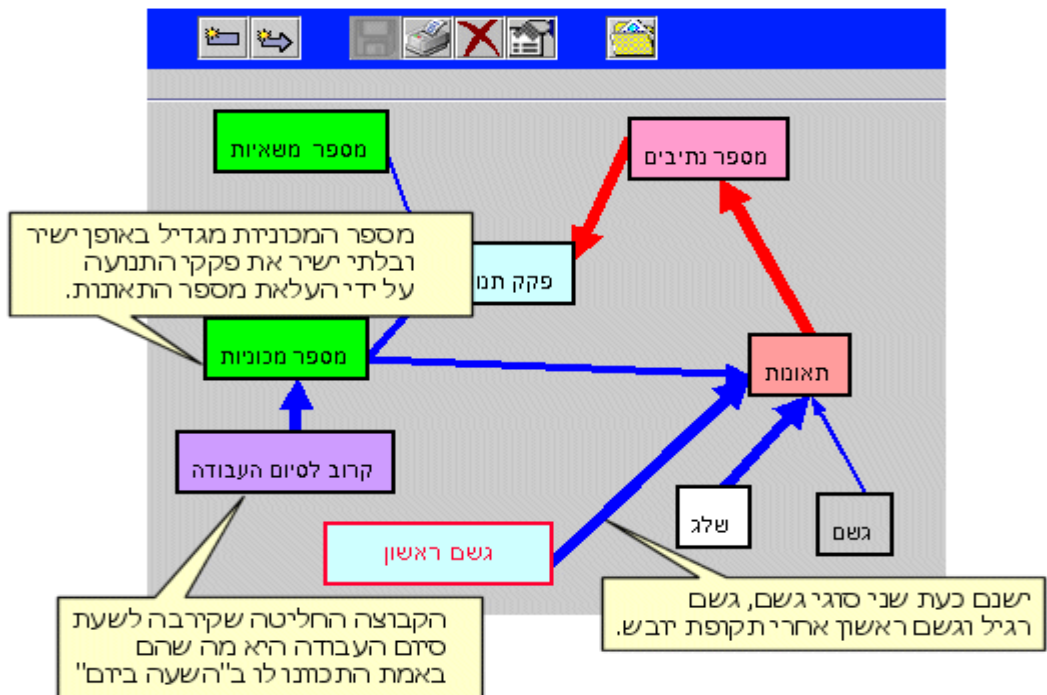 מספר משאיות
מספר נתיבים
מספר המכוניות מגדיל באופן ישיר
ובלתי ישיר את פקקי התנועה
על ידי העלאת מספר התאונות.
פקק תנו
מספר מכוניות
תאונות
קרוב לסיום העבודה
שלג
גשם
גשם ראשון
ישנם כעת שני סוגי גשם, גשם
רגיל וגשם ראשון אחרי תקופת יובש.
הקבוצה החליטה שקירבה לשעת
סיום העבודה היא מה שהם
באמת התכוונו לו ב"השעה ביום"